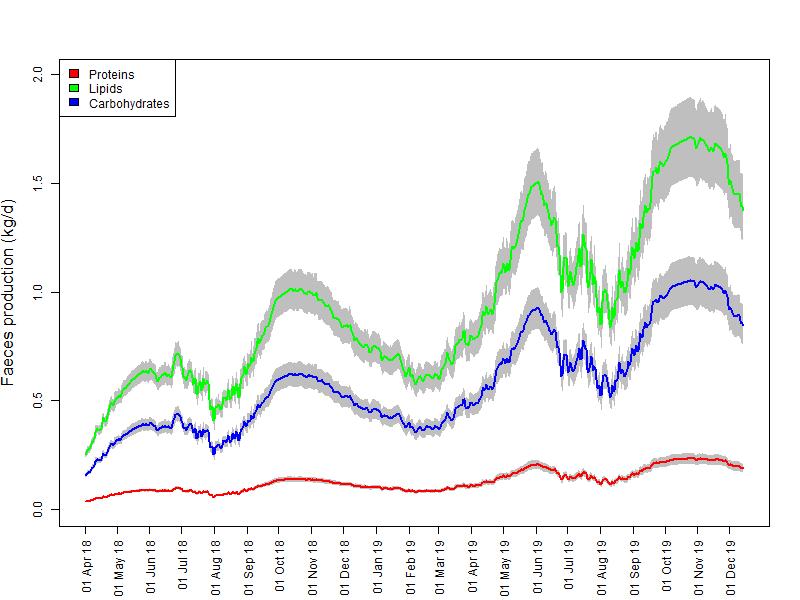 Proteins
Lipids
Carbohydrates
Faeces production (kg/d)
2.0
1.5
1.0
0.5
0.0
01 Apr 18
01 May 18
01 Jun 18
01 Jul 18
01 Aug 18
01 Sep 18
01 Oct 18
01 Nov 18
01 Dec 18
01 Jan 19
01 Feb 19
01 Mar 19
01 Apr 19
01 May 19
01 Jun 19
01 Jul 19
01 Aug 19
01 Sep 19
01 Oct 19
01 Nov 19
01 Dec 19